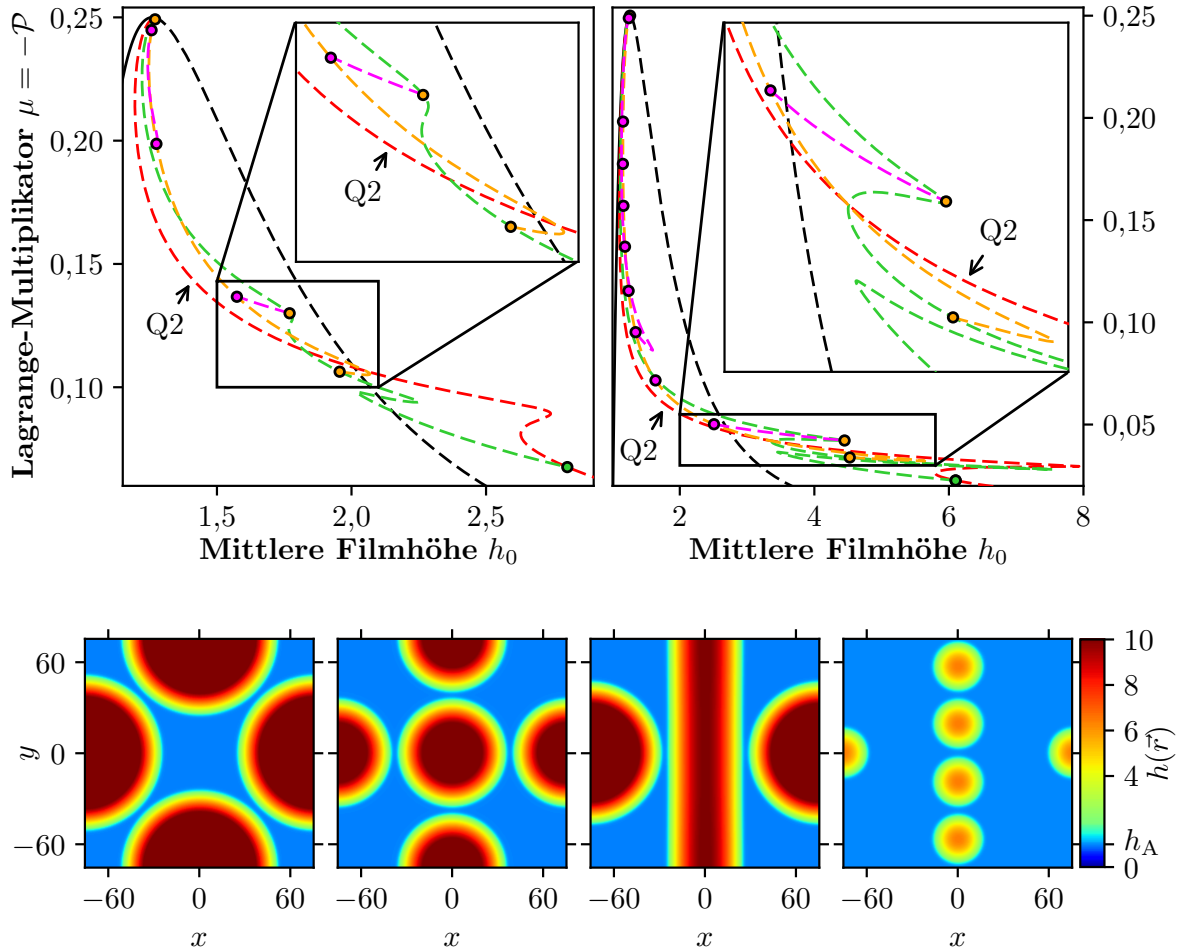 Lagrange-Multiplikator μ = −𝒫
0,25
0,20
0,15
0,10
Q2
Q2
1,5 2,0 2,5
Mittlere Filmhöhe h₀
0,25
0,20
0,15
0,10
0,05
Q2
Q2
2 4 6 8
Mittlere Filmhöhe h₀
y
60
0
−60
−60 0 60
x
−60 0 60
x
−60 0 60
x
−60 0 60
x
10
8
6
4
h_A
0
h(r⃗)